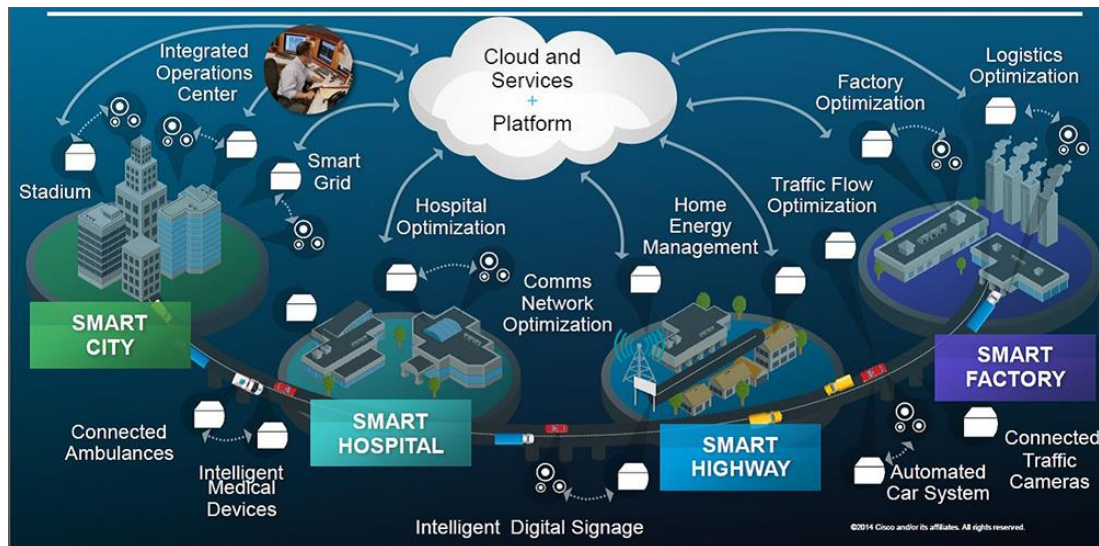 Integrated
Operations
Center
Cloud and
Services
+
Platform
Logistics
Optimization
Factory
Optimization
Stadium
Smart
Grid
Hospital
Optimization
Home
Energy
Management
Traffic Flow
Optimization
Comms
Network
Optimization
SMART
CITY
SMART
HOSPITAL
SMART
HIGHWAY
SMART
FACTORY
Connected
Ambulances
Intelligent
Medical
Devices
Intelligent Digital Signage
Automated
Car System
Connected
Traffic
Cameras
©2014 Cisco and/or its affiliates. All rights reserved.